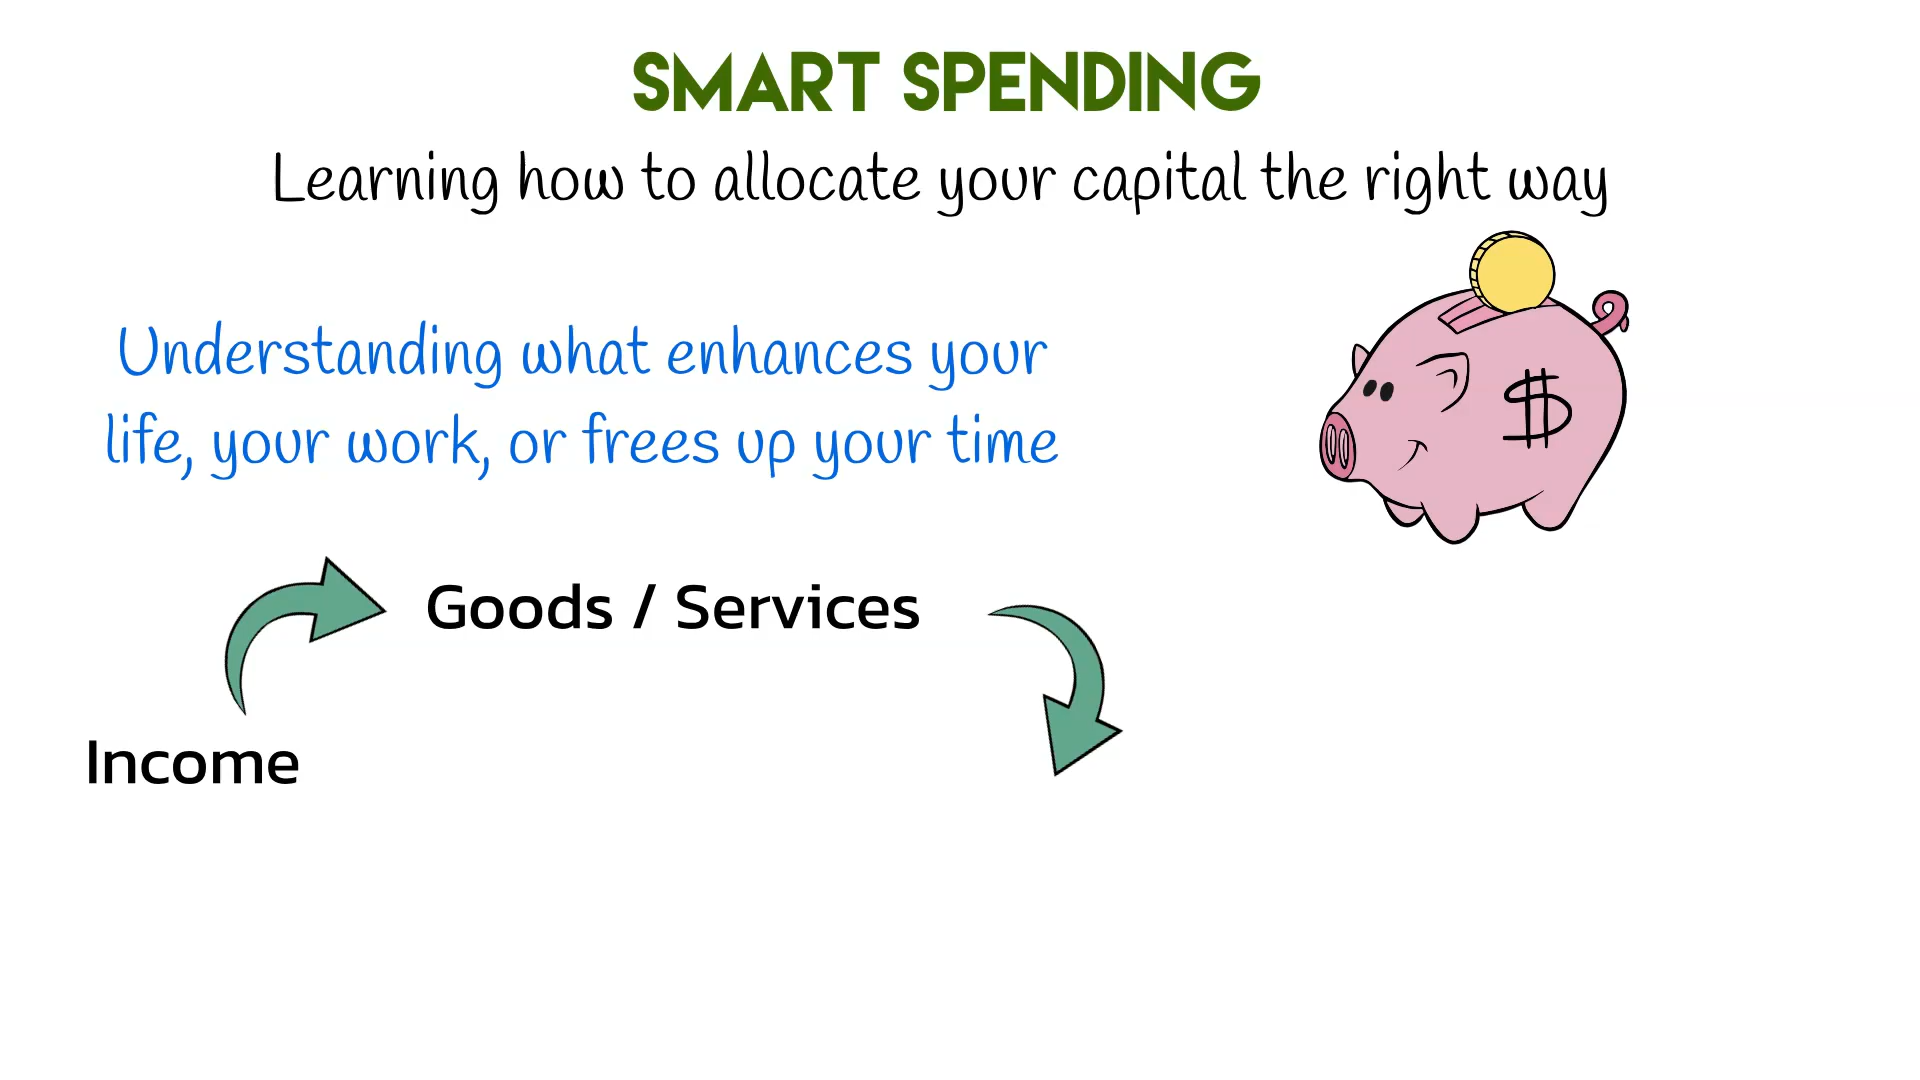 SMART SPENDING
Learning how to allocate your capital the right way
Understanding what enhances your
life, your work, or frees up your time
$
Goods / Services
Income